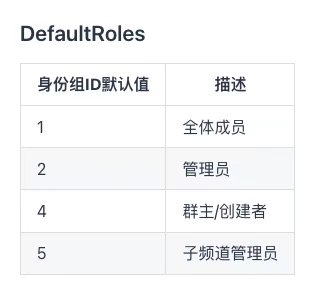 DefaultRoles
身份组ID默认值 描述
1 全体成员
2 管理员
4 群主/创建者
5 子频道管理员